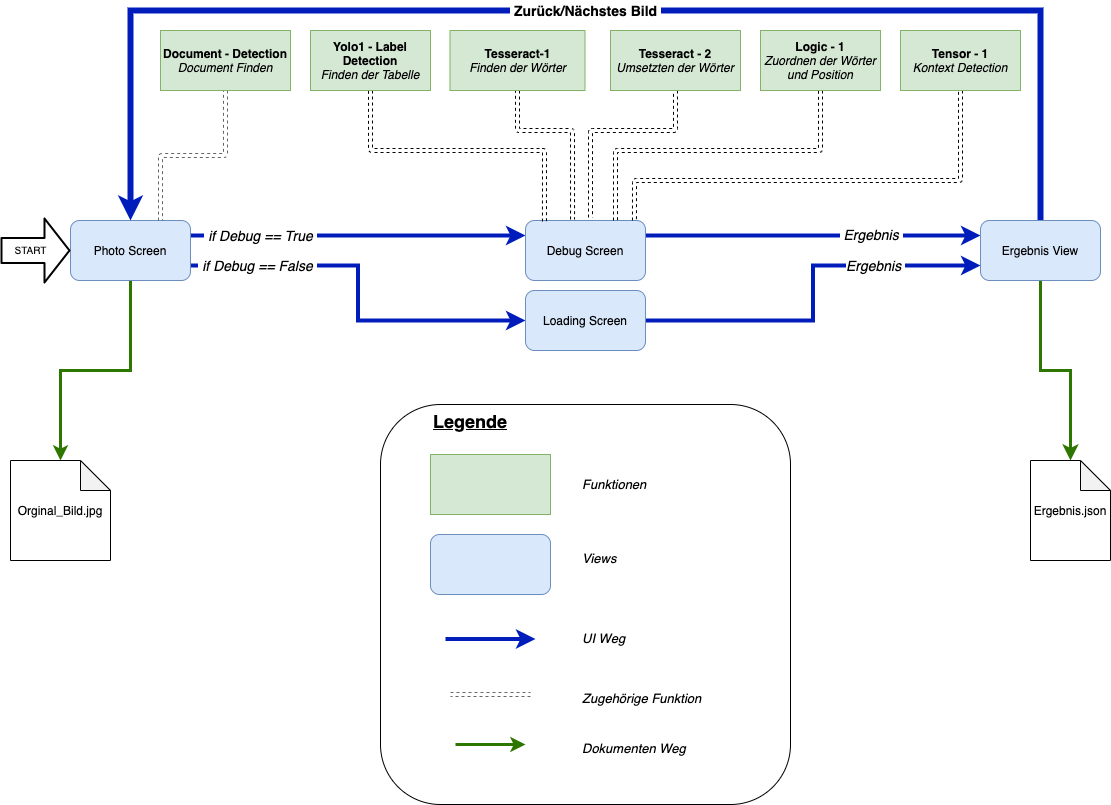 Zurück/Nächstes Bild
Document - Detection
Document Finden
Yolo1 - Label
Detection
Finden der Tabelle
Tesseract-1
Finden der Wörter
Tesseract - 2
Umsetzten der Wörter
Logic - 1
Zuordnen der Wörter
und Position
Tensor - 1
Kontext Detection
START
Photo Screen
if Debug == True
if Debug == False
Debug Screen
Loading Screen
Ergebnis
Ergebnis
Ergebnis View
Orginal_Bild.jpg
Ergebnis.json
Legende
Funktionen
Views
UI Weg
Zugehörige Funktion
Dokumenten Weg